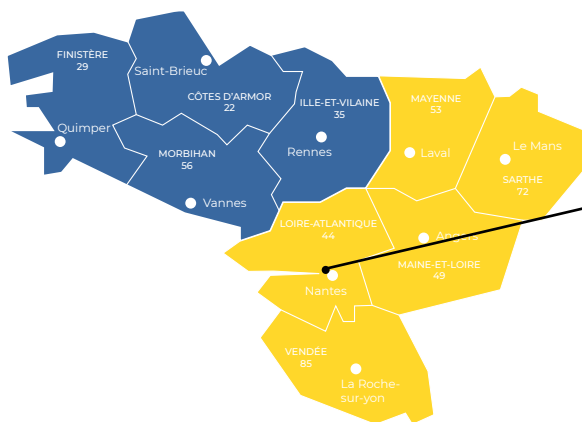 FINISTÈRE
29
Saint-Brieuc
CÔTES D'ARMOR
22
ILLE-ET-VILAINE
35
MAYENNE
53
Quimper
MORBIHAN
56
Rennes
Laval
Le Mans
SARTHE
72
Vannes
LOIRE-ATLANTIQUE
44
Angers
MAINE-ET-LOIRE
49
Nantes
VENDÉE
85
La Roche-
sur-yon